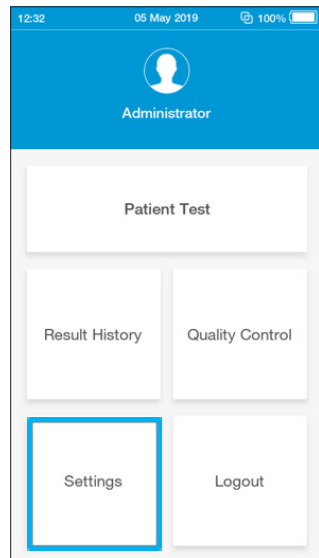 12:32 05 May 2019 100%
Administrator
Patient Test
Result History Quality Control
Settings Logout